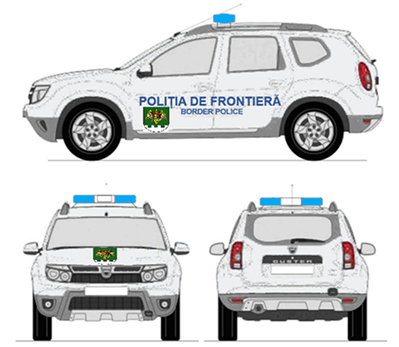 POLIȚIA DE FRONTIERĂ
BORDER POLICE
DUSTER